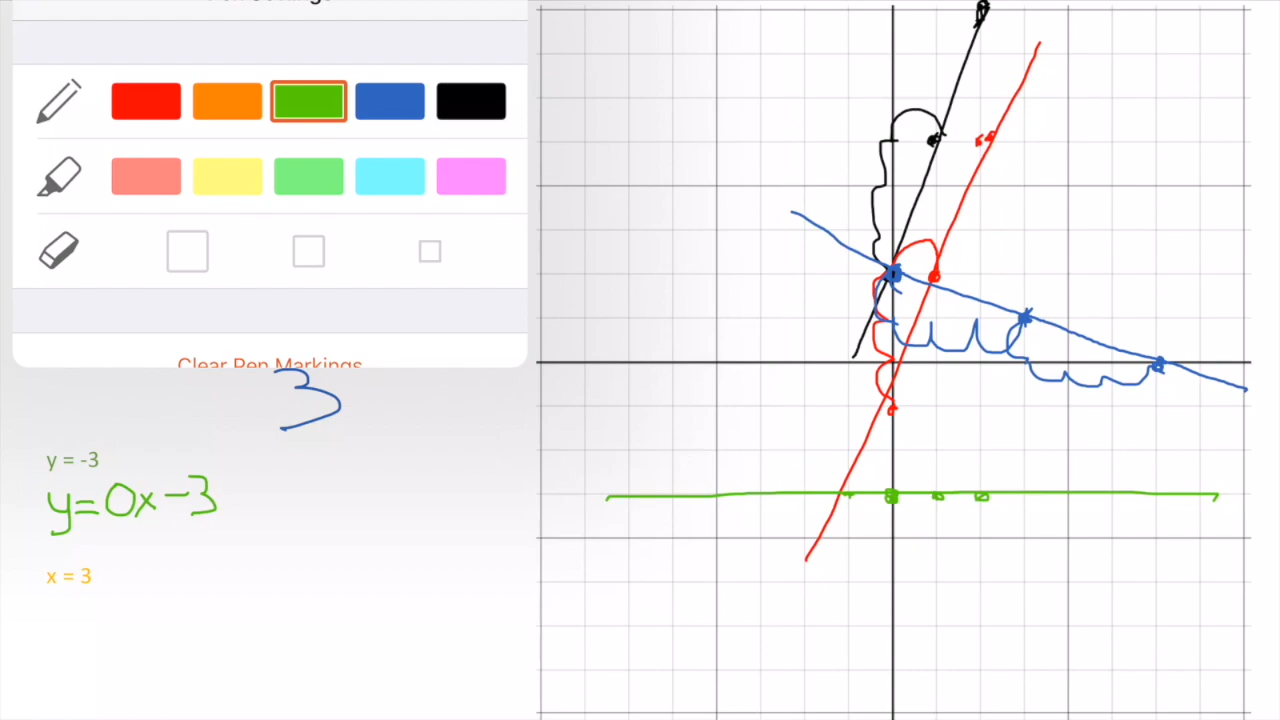 Clear Pen Markings
3
y = -3
y=0x-3
x = 3